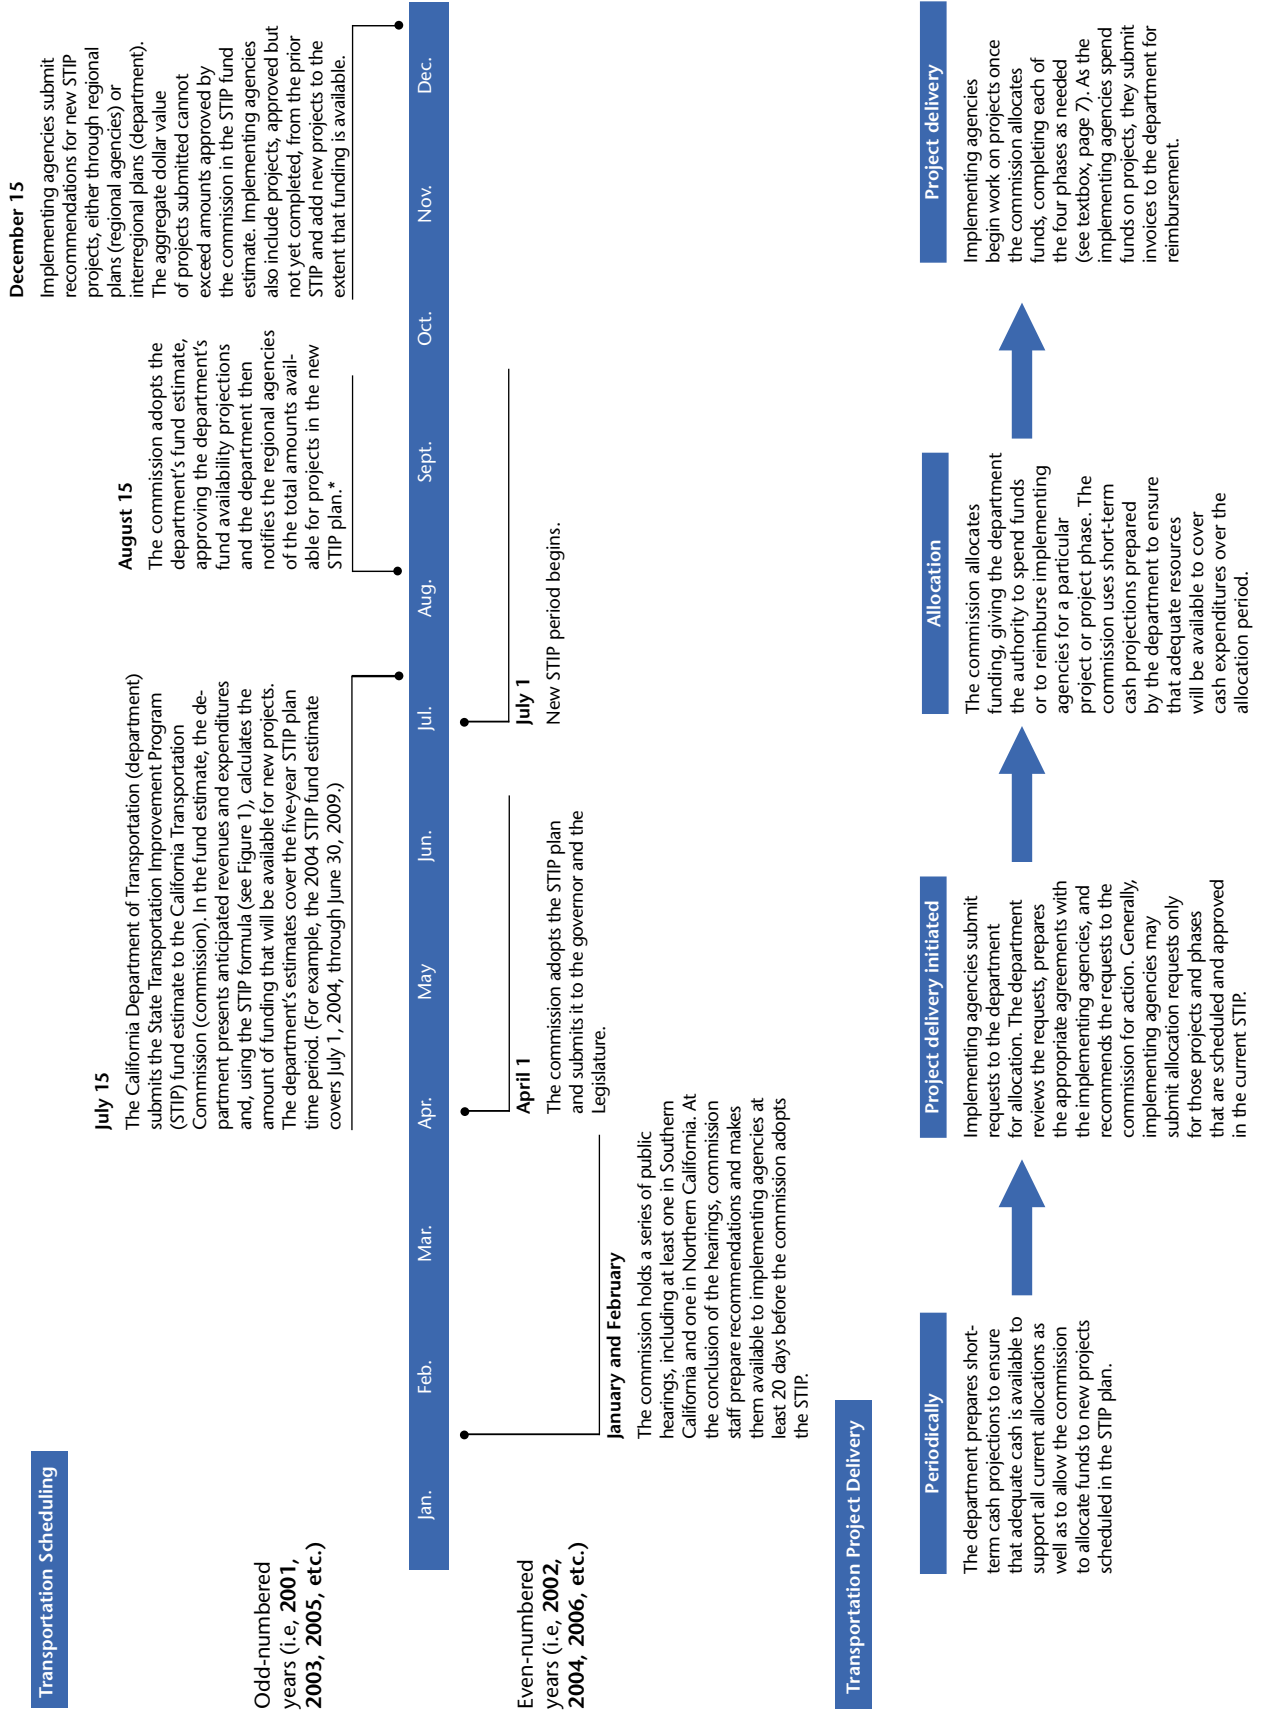 Transportation Scheduling
Odd-numbered
years (i.e, 2001,
2003, 2005, etc.)
July 15
The California Department of Transportation (department)
submits the State Transportation Improvement Program
(STIP) fund estimate to the California Transportation
Commission (commission). In the fund estimate, the de-
partment presents anticipated revenues and expenditures
and, using the STIP formula (see Figure 1), calculates the
amount of funding that will be available for new projects.
The department's estimates cover the five-year STIP plan
time period. (For example, the 2004 STIP fund estimate
covers July 1, 2004, through June 30, 2009.)
August 15
The commission adopts the
department's fund estimate,
approving the department's
fund availability projections
and the department then
notifies the regional agencies
of the total amounts avail-
able for projects in the new
STIP plan.*
December 15
Implementing agencies submit
recommendations for new STIP
projects, either through regional
plans (regional agencies) or
interregional plans (department).
The aggregate dollar value
of projects submitted cannot
exceed amounts approved by
the commission in the STIP fund
estimate. Implementing agencies
also include projects, approved but
not yet completed, from the prior
STIP and add new projects to the
extent that funding is available.
Jan. Feb. Mar. Apr. May Jun. Jul. Aug. Sept. Oct. Nov. Dec.
Even-numbered
years (i.e, 2002,
2004, 2006, etc.)
January and February
The commission holds a series of public
hearings, including at least one in Southern
California and one in Northern California. At
the conclusion of the hearings, commission
staff prepare recommendations and makes
them available to implementing agencies at
least 20 days before the commission adopts
the STIP.
April 1
The commission adopts the STIP plan
and submits it to the governor and the
Legislature.
July 1
New STIP period begins.
Transportation Project Delivery
Periodically
The department prepares short-
term cash projections to ensure
that adequate cash is available to
support all current allocations as
well as to allow the commission
to allocate funds to new projects
scheduled in the STIP plan.
Project delivery initiated
Implementing agencies submit
requests to the department
for allocation. The department
reviews the requests, prepares
the appropriate agreements with
the implementing agencies, and
recommends the requests to the
commission for action. Generally,
implementing agencies may
submit allocation requests only
for those projects and phases
that are scheduled and approved
in the current STIP.
Allocation
The commission allocates
funding, giving the department
the authority to spend funds
or to reimburse implementing
agencies for a particular
project or project phase. The
commission uses short-term
cash projections prepared
by the department to ensure
that adequate resources
will be available to cover
cash expenditures over the
allocation period.
Project delivery
Implementing agencies
begin work on projects once
the commission allocates
funds, completing each of
the four phases as needed
(see textbox, page 7). As the
implementing agencies spend
funds on projects, they submit
invoices to the department for
reimbursement.